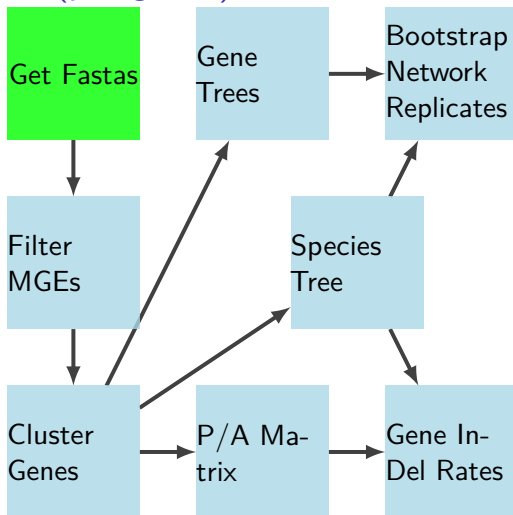 Get Fastas
Gene
Trees
Bootstrap
Network
Replicates
Filter
MGEs
Species
Tree
Cluster
Genes
P/A Ma-
trix
Gene In-
Del Rates